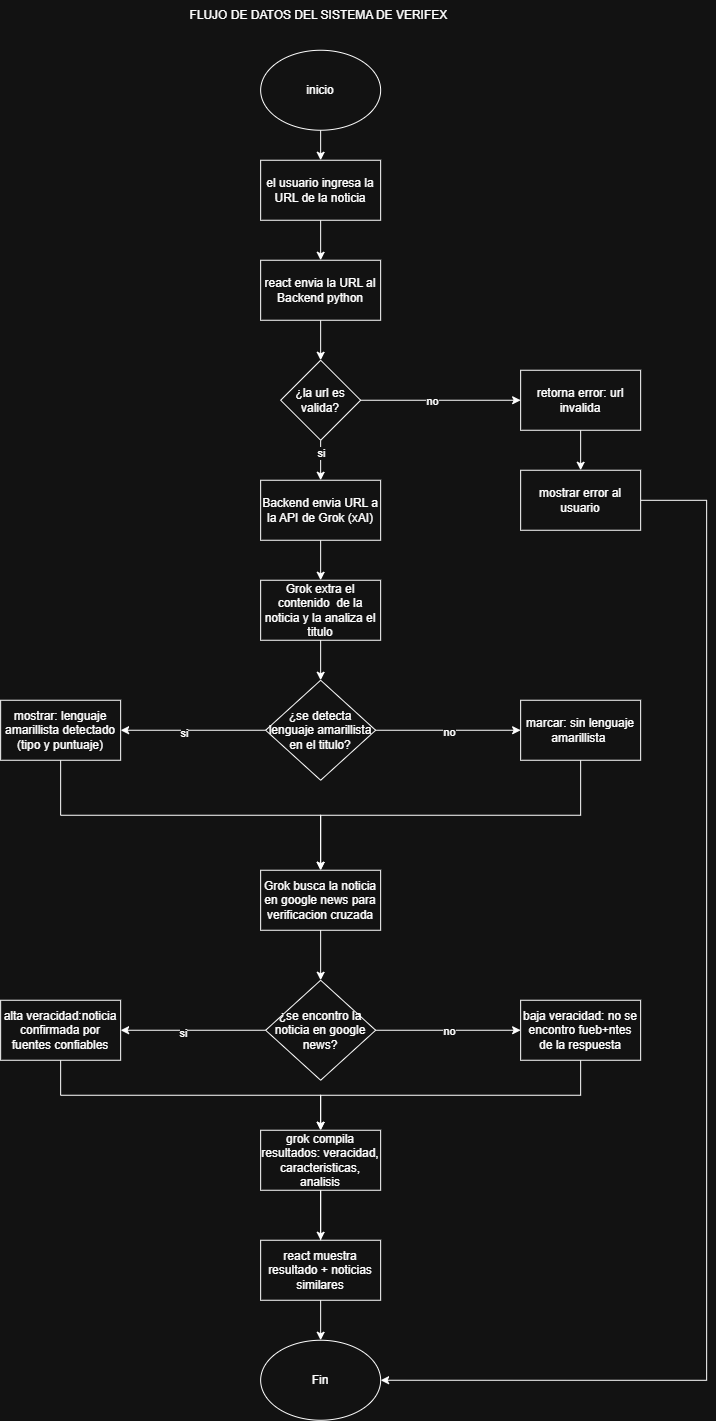 FLUJO DE DATOS DEL SISTEMA DE VERIFEX
inicio
el usuario ingresa la
URL de la noticia
react envia la URL al
Backend python
¿la url es
valida?
no
retorna error: url
invalida
si
mostrar error al
usuario
Backend envia URL a
la API de Grok (xAI)
Grok extra el
contenido de la
noticia y la analiza el
titulo
¿se detecta
lenguaje amarillista
en el titulo?
si
mostrar: lenguaje
amarillista detectado
(tipo y puntuaje)
no
marcar: sin lenguaje
amarillista
Grok busca la noticia
en google news para
verificacion cruzada
¿se encontro la
noticia en google
news?
si
alta veracidad:noticia
confirmada por
fuentes confiables
no
baja veracidad: no se
encontro fueb+ntes
de la respuesta
grok compila
resultados: veracidad,
caracteristicas,
analisis
react muestra
resultado + noticias
similares
Fin